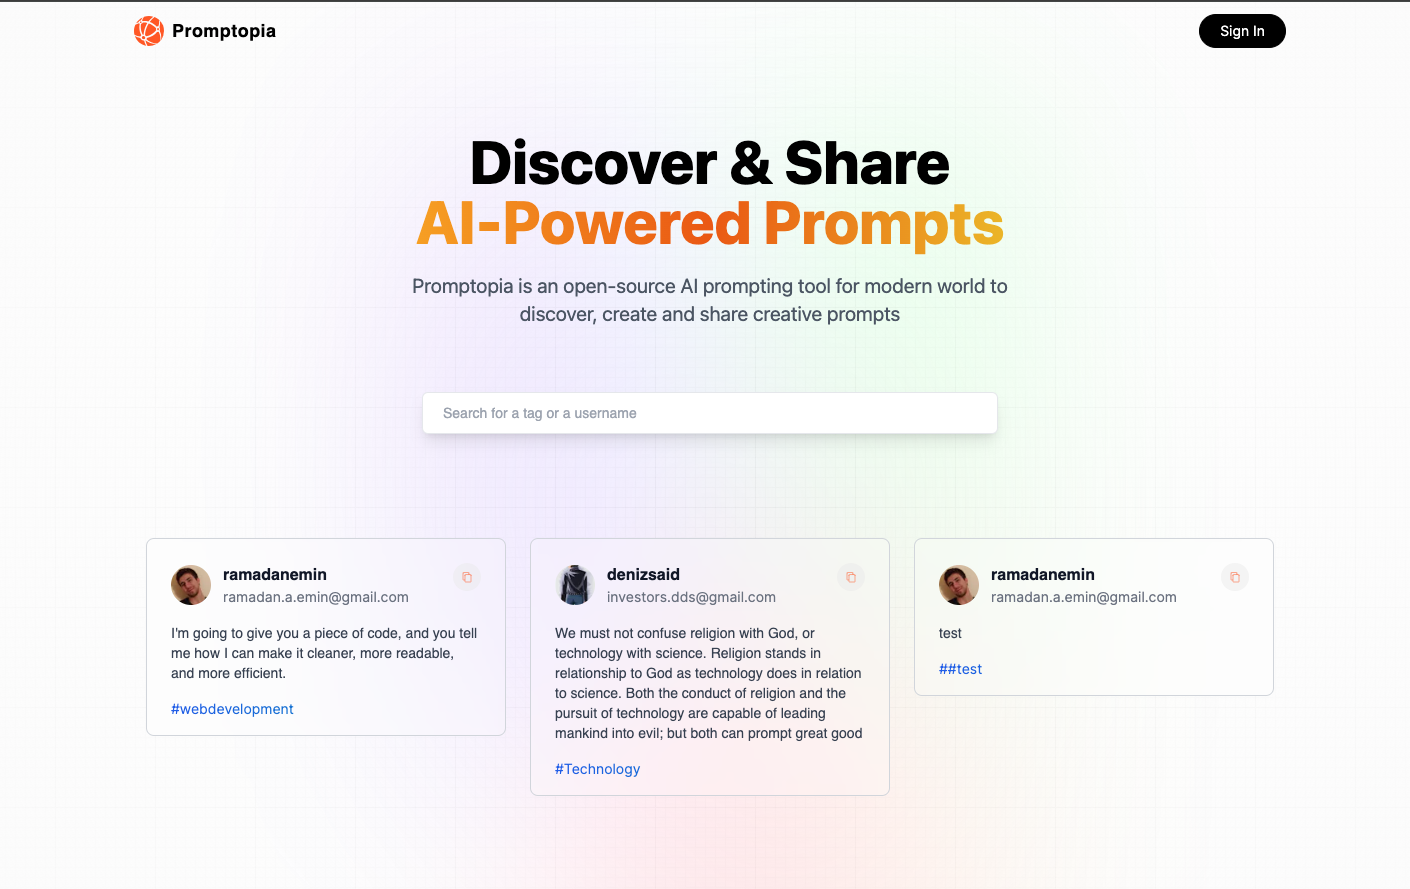 Promptopia
Sign In
Discover & Share
AI-Powered Prompts
Promptopia is an open-source AI prompting tool for modern world to
discover, create and share creative prompts
Search for a tag or a username
ramadanemin
ramadan.a.emin@gmail.com
I'm going to give you a piece of code, and you tell
me how I can make it cleaner, more readable,
and more efficient.
#webdevelopment
denizsaid
investors.dds@gmail.com
We must not confuse religion with God, or
technology with science. Religion stands in
relationship to God as technology does in relation
to science. Both the conduct of religion and the
pursuit of technology are capable of leading
mankind into evil; but both can prompt great good
#Technology
ramadanemin
ramadan.a.emin@gmail.com
test
##test